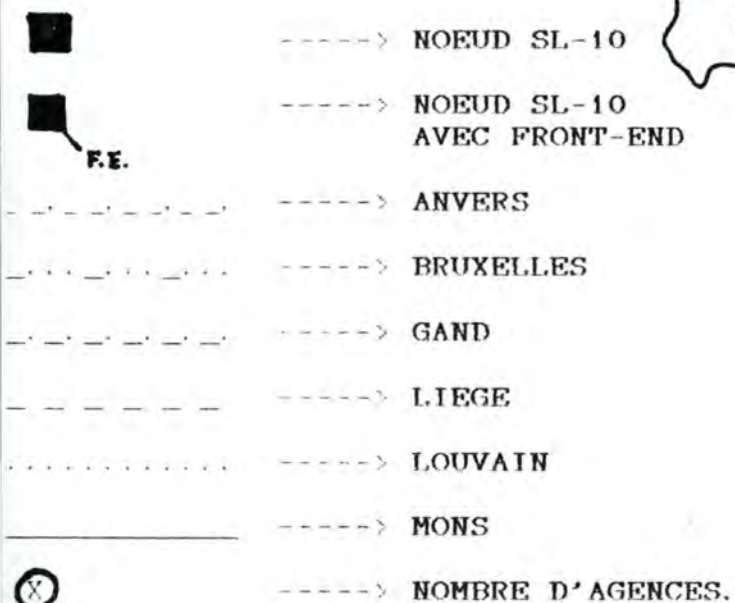 -----> NOEUD SL-10
-----> NOEUD SL-10
AVEC FRONT-END
F.E.
-----> ANVERS
-----> BRUXELLES
-----> GAND
-----> LIEGE
-----> LOUVAIN
-----> MONS
X -----> NOMBRE D'AGENCES.